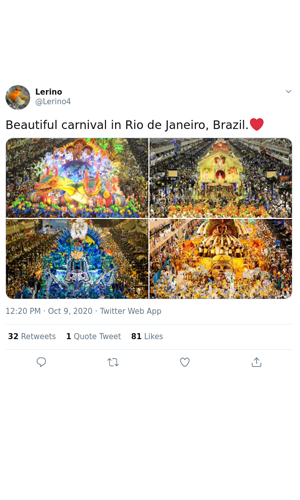 Lerino
@Lerino4
Beautiful carnival in Rio de Janeiro, Brazil.❤️
12:20 PM · Oct 9, 2020 · Twitter Web App
32 Retweets 1 Quote Tweet 81 Likes